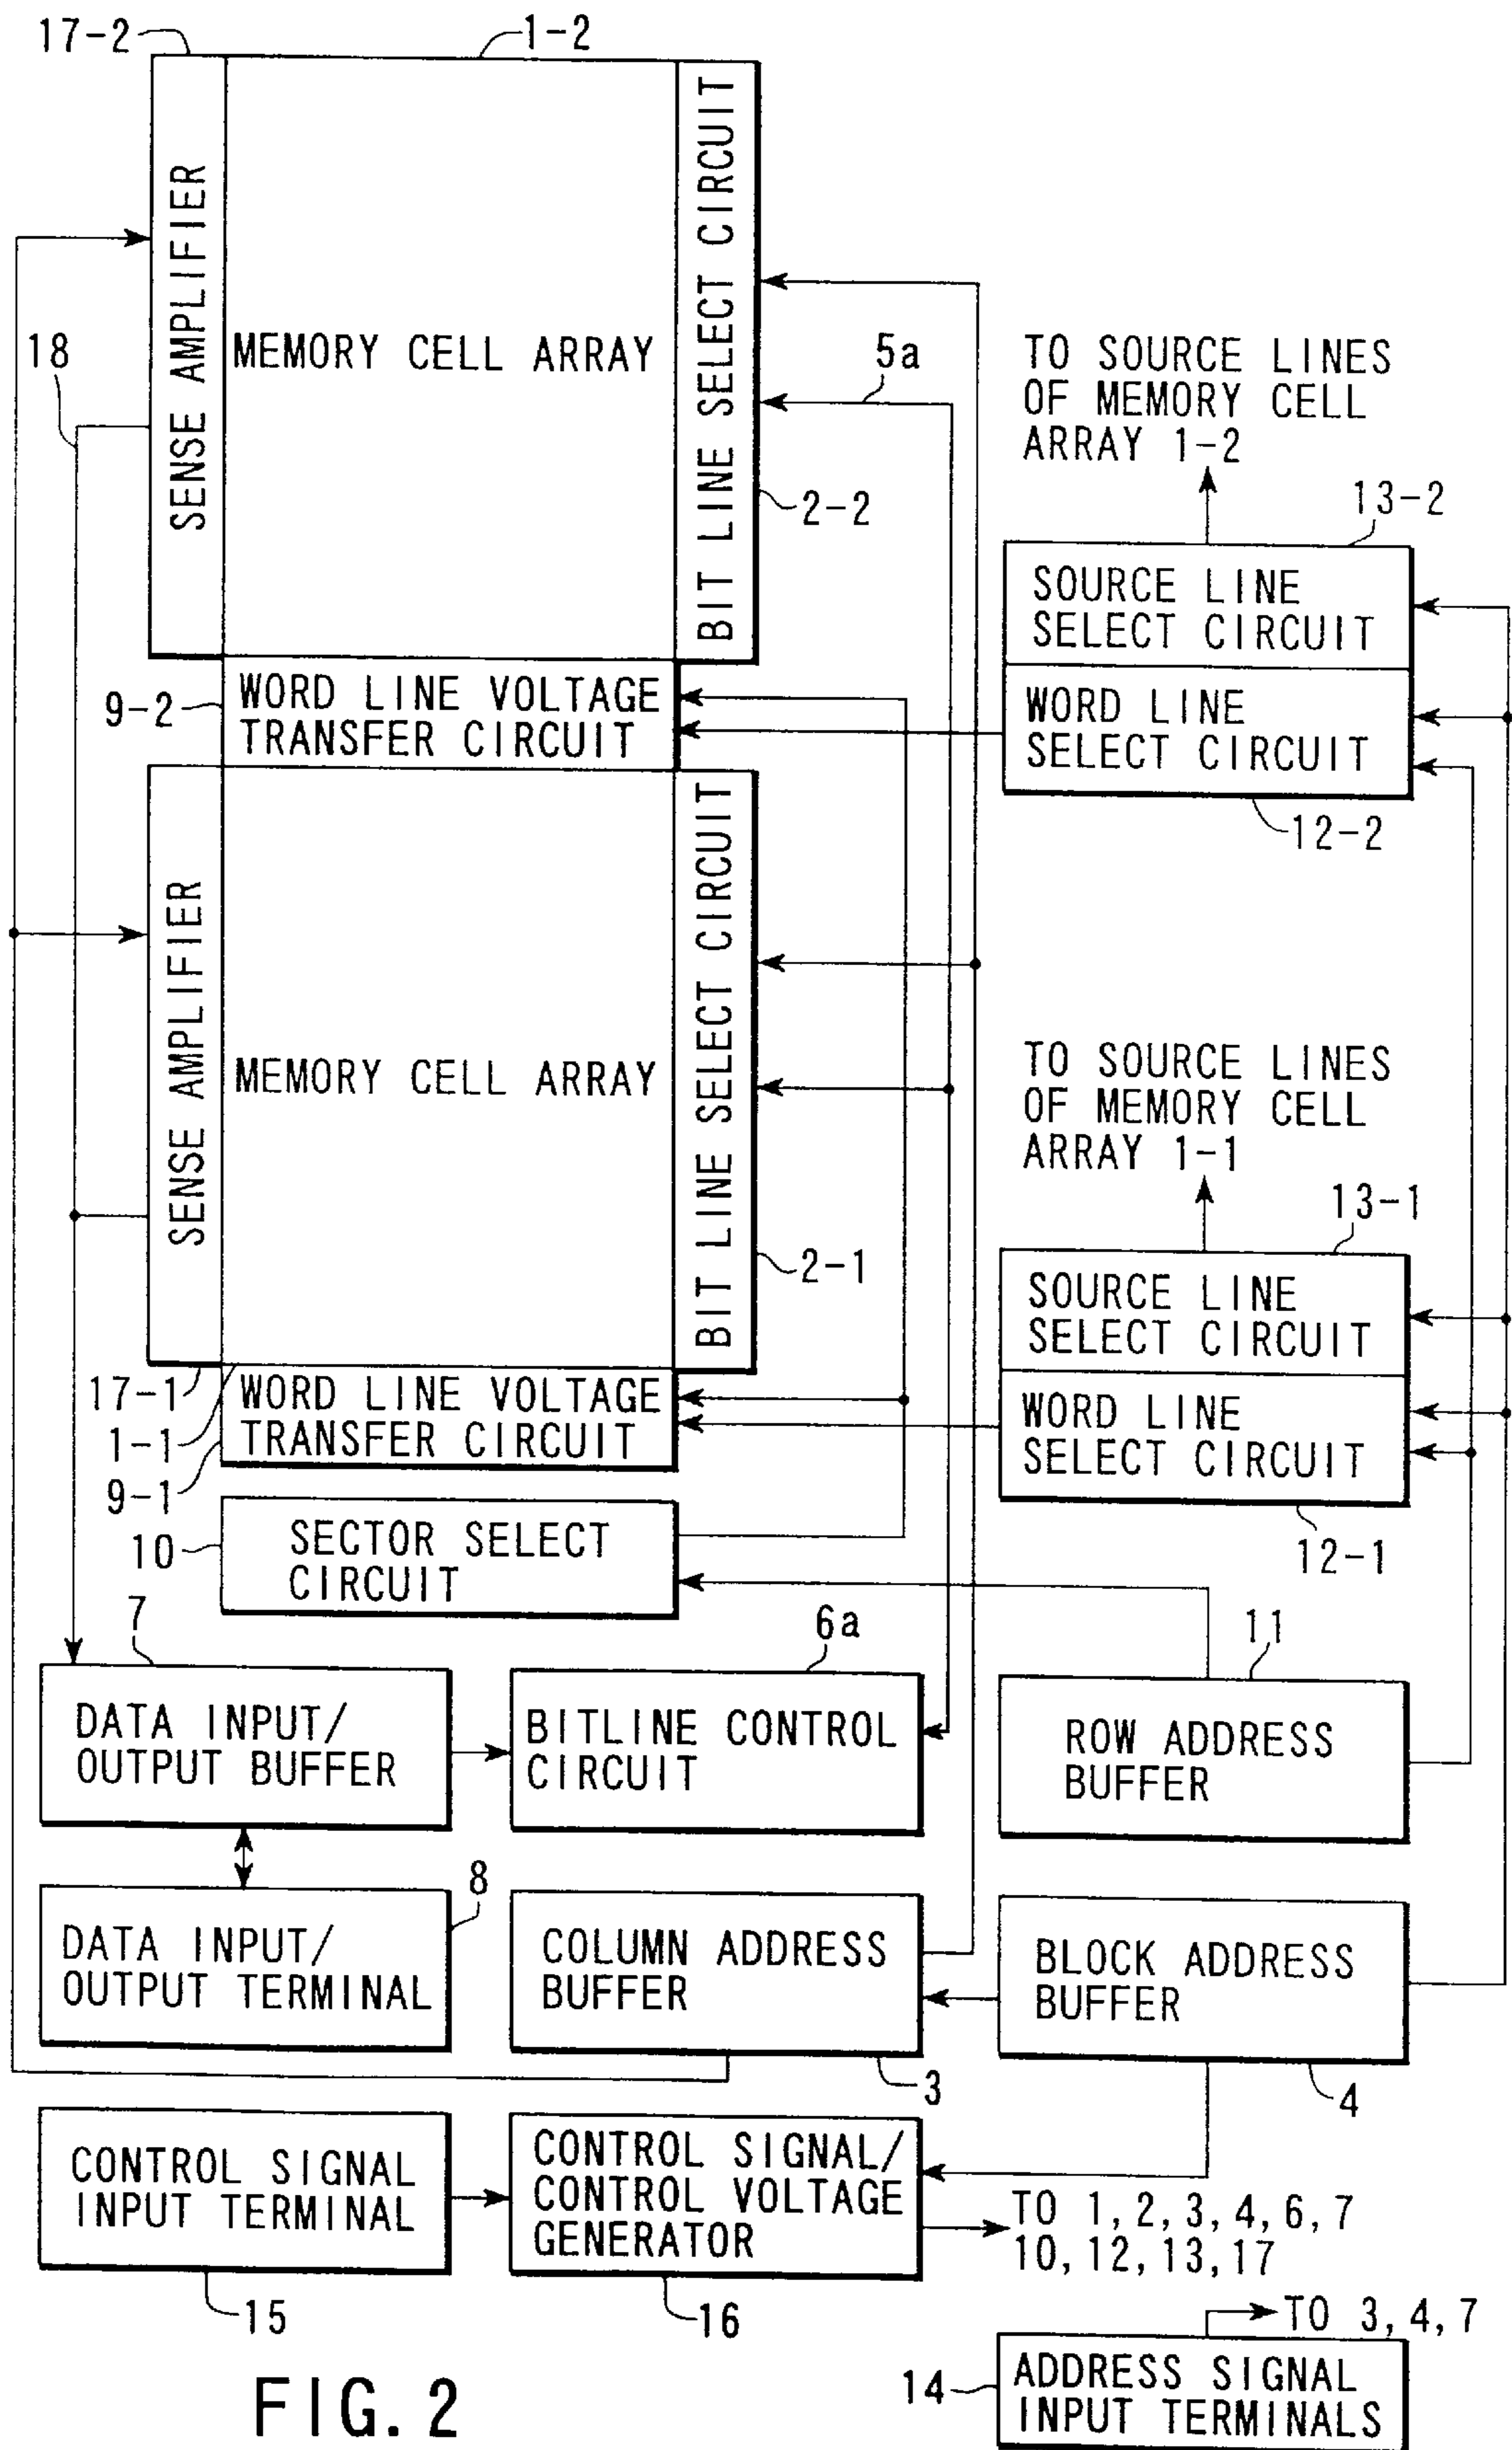 17-2
1-2
SENSE AMPLIFIER
MEMORY CELL ARRAY
BIT LINE SELECT CIRCUIT
18
5a
2-2
TO SOURCE LINES
OF MEMORY CELL
ARRAY 1-2
13-2
SOURCE LINE
SELECT CIRCUIT
WORD LINE
SELECT CIRCUIT
12-2
9-2
WORD LINE VOLTAGE
TRANSFER CIRCUIT
SENSE AMPLIFIER
MEMORY CELL ARRAY
BIT LINE SELECT CIRCUIT
2-1
TO SOURCE LINES
OF MEMORY CELL
ARRAY 1-1
13-1
SOURCE LINE
SELECT CIRCUIT
WORD LINE
SELECT CIRCUIT
12-1
17-1
1-1
9-1
WORD LINE VOLTAGE
TRANSFER CIRCUIT
10
SECTOR SELECT
CIRCUIT
7
DATA INPUT/
OUTPUT BUFFER
6a
BITLINE CONTROL
CIRCUIT
11
ROW ADDRESS
BUFFER
8
DATA INPUT/
OUTPUT TERMINAL
COLUMN ADDRESS
BUFFER
3
BLOCK ADDRESS
BUFFER
4
CONTROL SIGNAL
INPUT TERMINAL
15
CONTROL SIGNAL/
CONTROL VOLTAGE
GENERATOR
16
TO 1, 2, 3, 4, 6, 7
10, 12, 13, 17
TO 3, 4, 7
14
ADDRESS SIGNAL
INPUT TERMINALS
FIG. 2